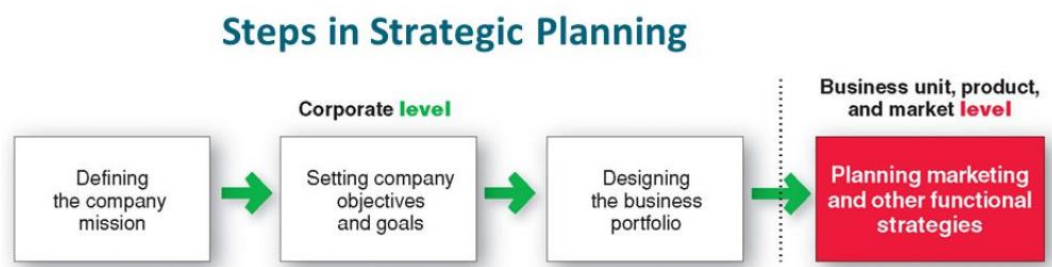 Steps in Strategic Planning
Corporate level
Business unit, product,
and market level
Defining
the company
mission
Setting company
objectives
and goals
Designing
the business
portfolio
Planning marketing
and other functional
strategies